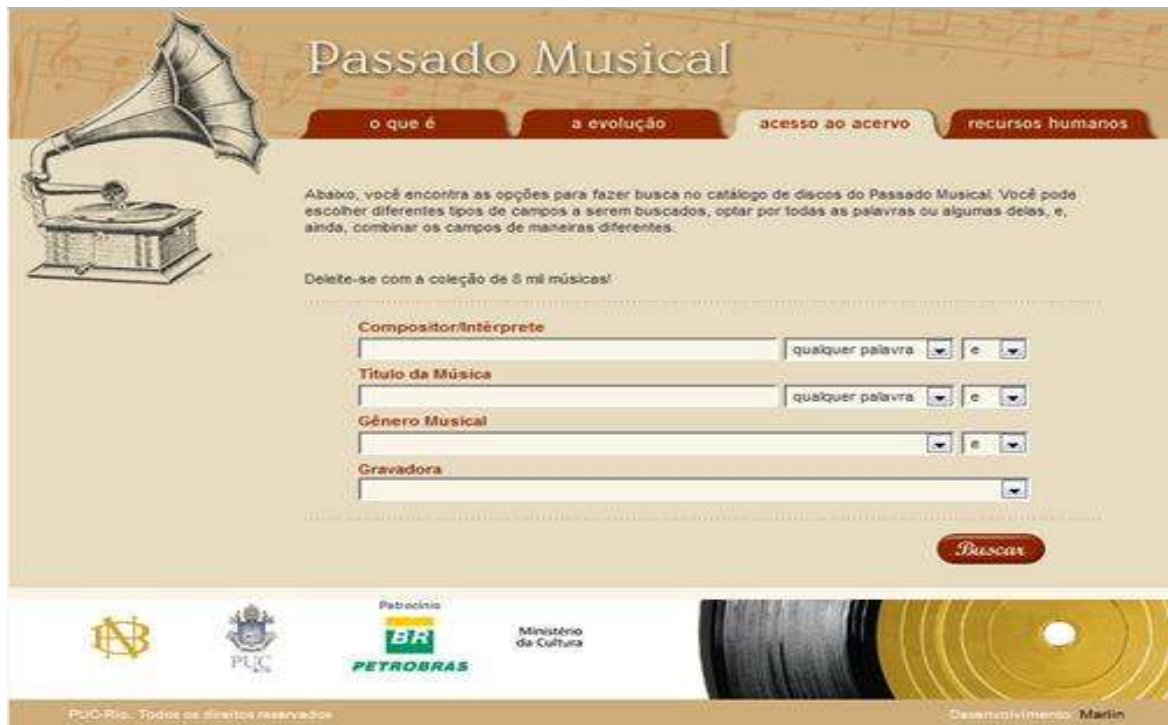 Passado Musical
o que é
a evolução
acesso ao acervo
recursos humanos
Abaixo, você encontra as opções para fazer busca no catálogo de discos do Passado Musical. Você pode
escolher diferentes tipos de campos a serem buscados, optar por todas as palavras ou algumas delas, e,
ainda, combinar os campos de maneiras diferentes.
Deleite-se com a coleção de 8 mil músicas!
Compositor/Intérprete
qualquer palavra e
Título da Música
qualquer palavra e
Gênero Musical
e
Gravadora
Buscar
BN
PUC
RIO
Patrocínio
BR
PETROBRAS
Ministério
da Cultura
PUC-Rio. Todos os direitos reservados
Desenvolvimento: Marlin